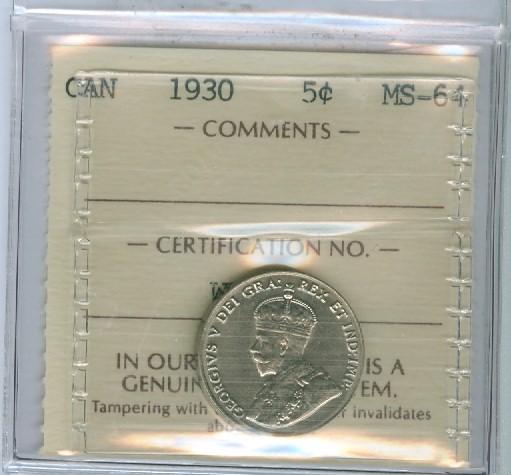 CAN 1930 5¢ MS-64
— COMMENTS —
— CERTIFICATION NO. —
GEORGIVS V DEI GRA: REX ET IND:IMP:
IN OUR IS A
GENUIN EM.
Tampering with r invalidates